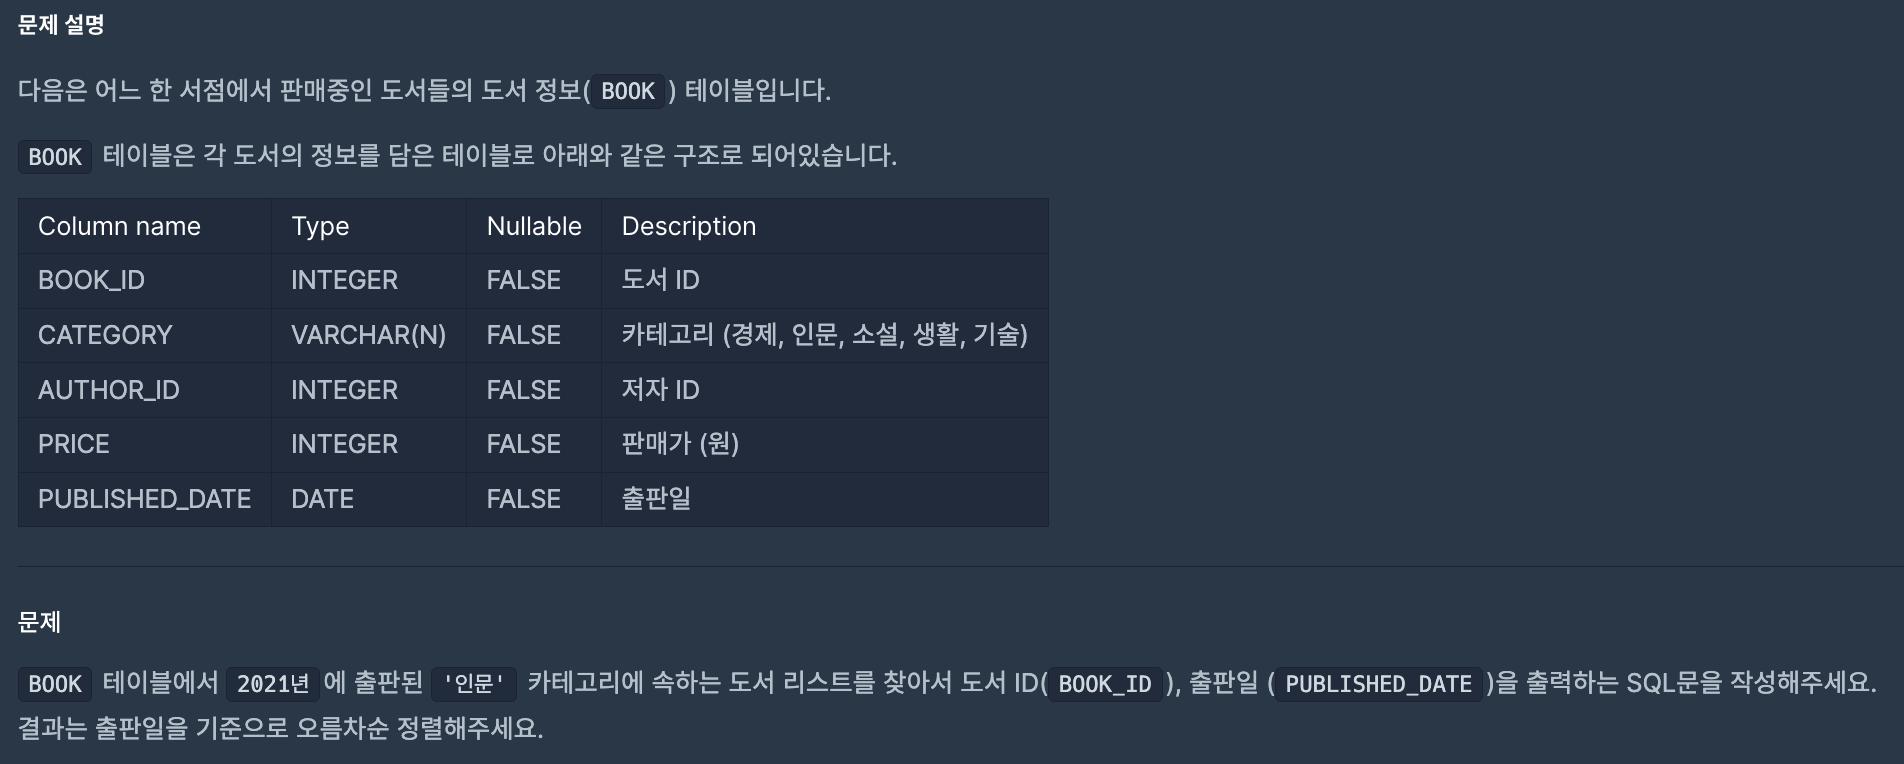 문제 설명
다음은 어느 한 서점에서 판매중인 도서들의 도서 정보(BOOK) 테이블입니다.
BOOK 테이블은 각 도서의 정보를 담은 테이블로 아래와 같은 구조로 되어있습니다.
Column name Type Nullable Description
BOOK_ID INTEGER FALSE 도서 ID
CATEGORY VARCHAR(N) FALSE 카테고리 (경제, 인문, 소설, 생활, 기술)
AUTHOR_ID INTEGER FALSE 저자 ID
PRICE INTEGER FALSE 판매가 (원)
PUBLISHED_DATE DATE FALSE 출판일
문제
BOOK 테이블에서 2021년에 출판된 '인문' 카테고리에 속하는 도서 리스트를 찾아서 도서 ID(BOOK_ID), 출판일 (PUBLISHED_DATE)을 출력하는 SQL문을 작성해주세요.
결과는 출판일을 기준으로 오름차순 정렬해주세요.